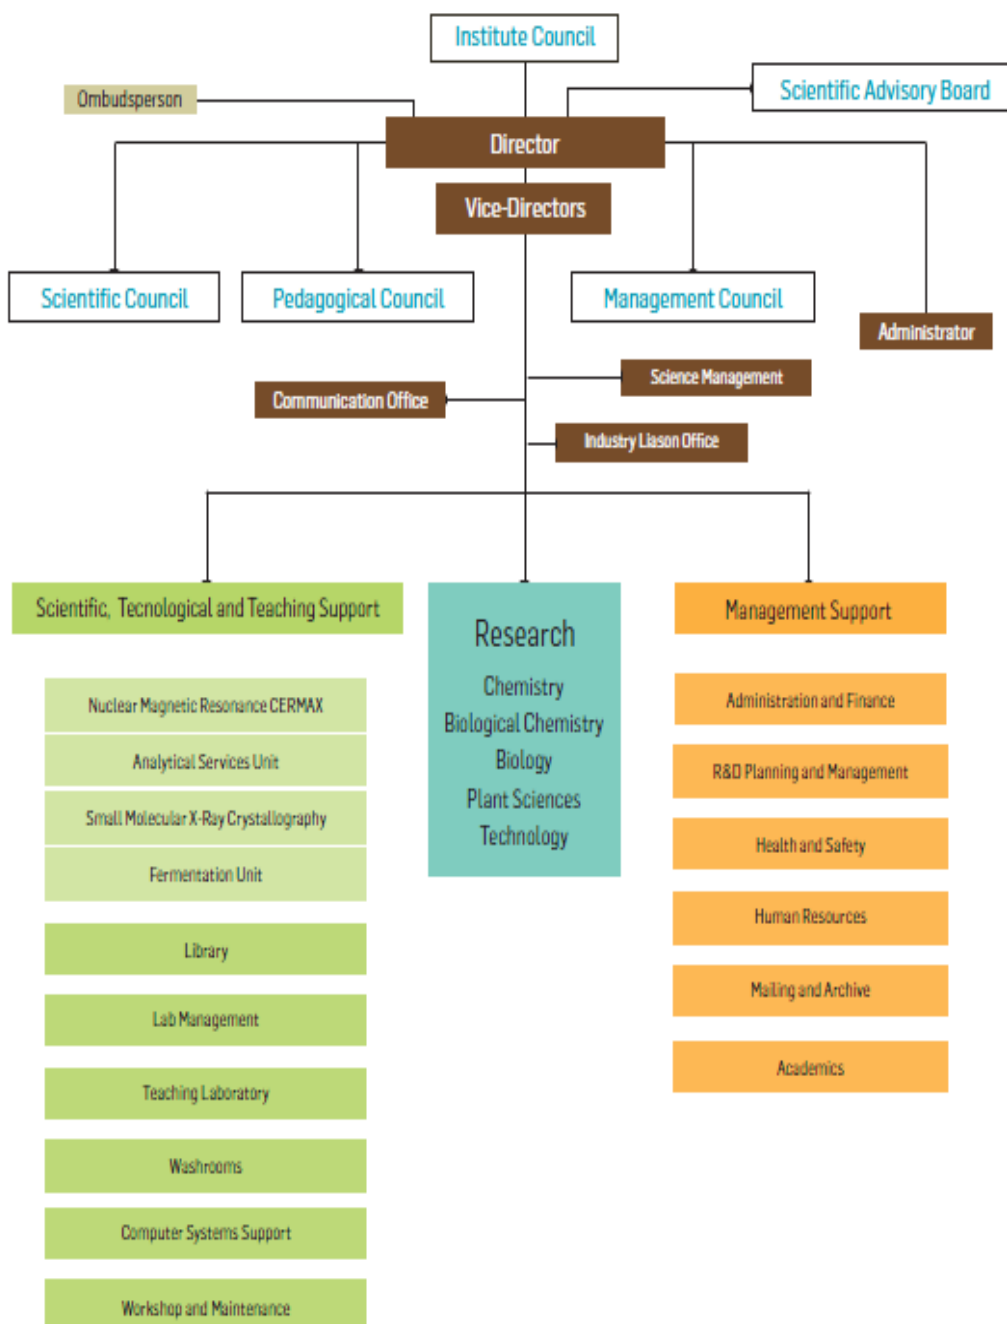 Institute Council
Ombudsperson
Scientific Advisory Board
Director
Vice-Directors
Scientific Council
Pedagogical Council
Management Council
Administrator
Science Management
Communication Office
Industry Liason Office
Scientific, Tecnological and Teaching Support
Research
Chemistry
Biological Chemistry
Biology
Plant Sciences
Technology
Management Support
Nuclear Magnetic Resonance CERMAX
Analytical Services Unit
Small Molecular X-Ray Crystallography
Fermentation Unit
Library
Lab Management
Teaching Laboratory
Washrooms
Computer Systems Support
Workshop and Maintenance
Administration and Finance
R&D Planning and Management
Health and Safety
Human Resources
Mailing and Archive
Academics